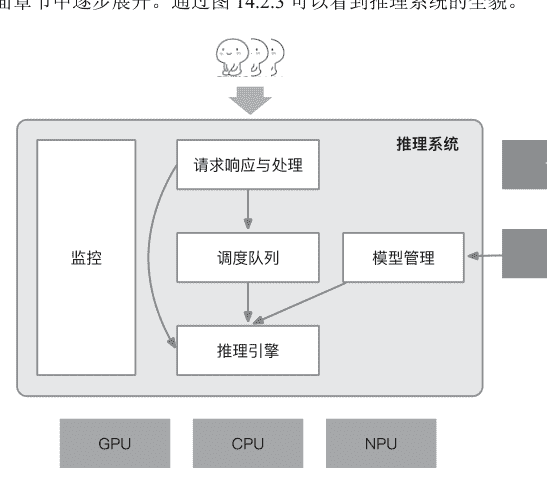 面章节中逐步展开。通过图 14.2.3 可以看到推理系统的全貌。
推理系统
请求响应与处理
监控
调度队列
模型管理
推理引擎
GPU
CPU
NPU